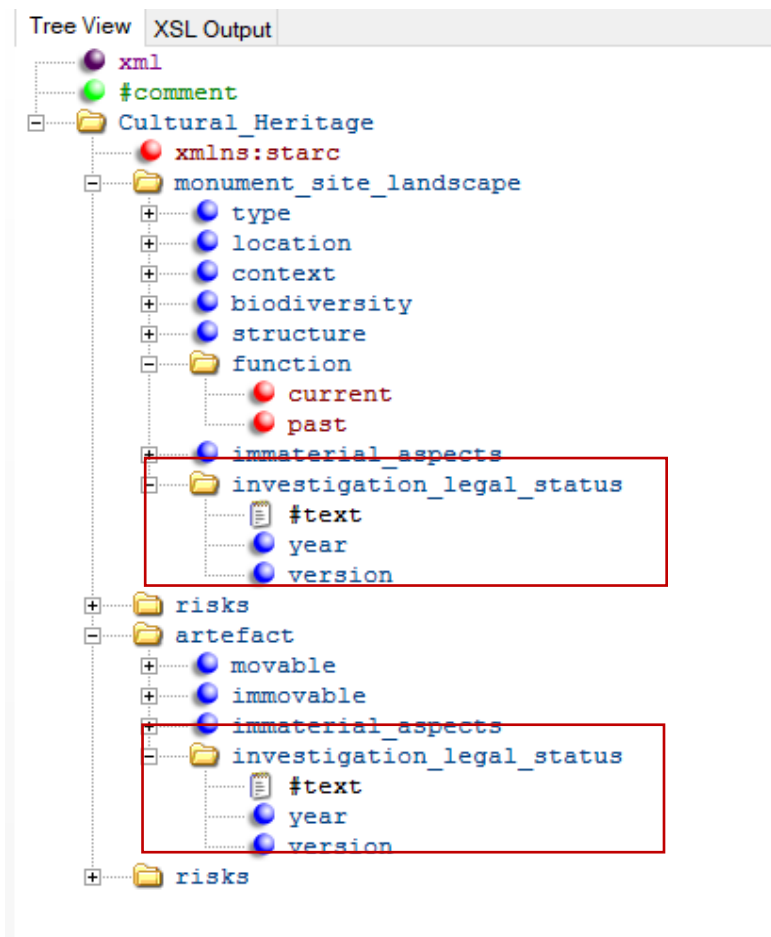 Tree View XSL Output
xml
#comment
Cultural_Heritage
xmlns:starc
monument_site_landscape
type
location
context
biodiversity
structure
function
current
past
immaterial_aspects
investigation_legal_status
#text
year
version
risks
artefact
movable
immovable
immaterial_aspects
investigation_legal_status
#text
year
version
risks